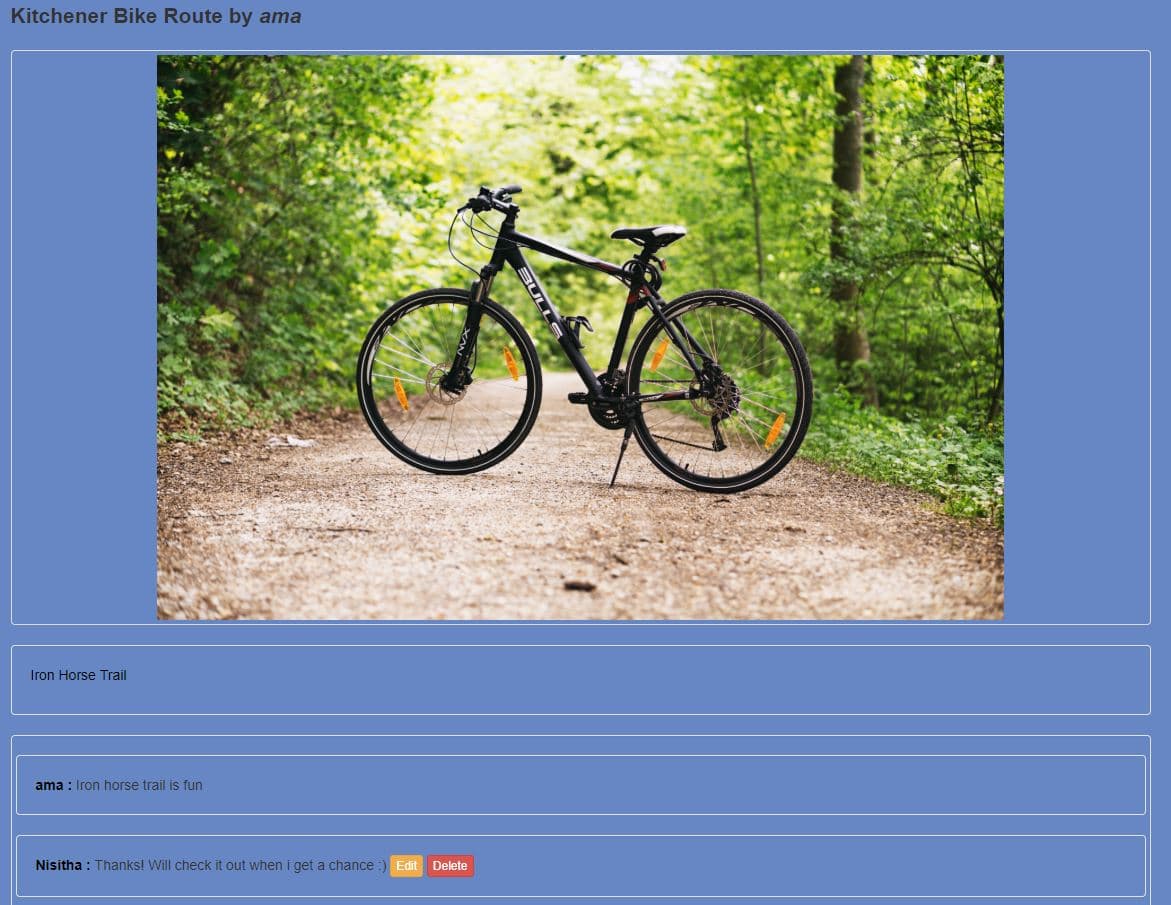 Kitchener Bike Route by ama
BULLS
NVX
Iron Horse Trail
ama : Iron horse trail is fun
Nisitha : Thanks! Will check it out when i get a chance :) Edit Delete